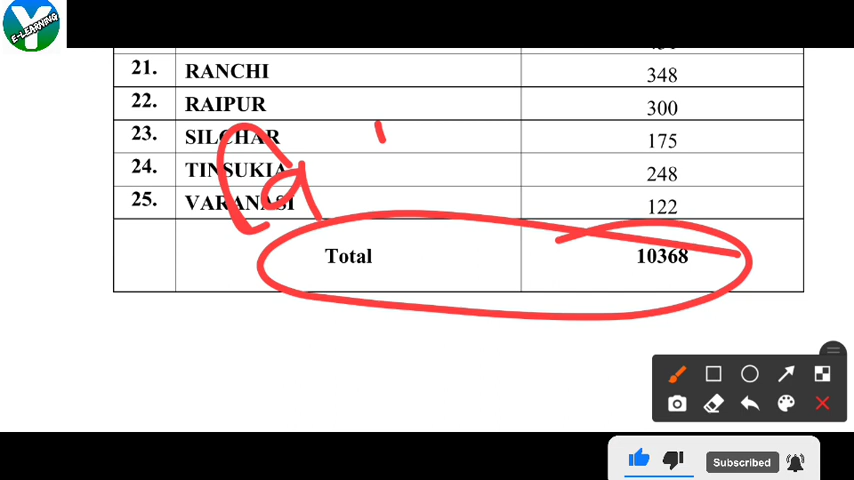 Y
E-LEARNING
21. RANCHI 348
22. RAIPUR 300
23. SILCHAR 175
24. TINSUKIA 248
25. VARANASI 122
Total 10368
Subscribed